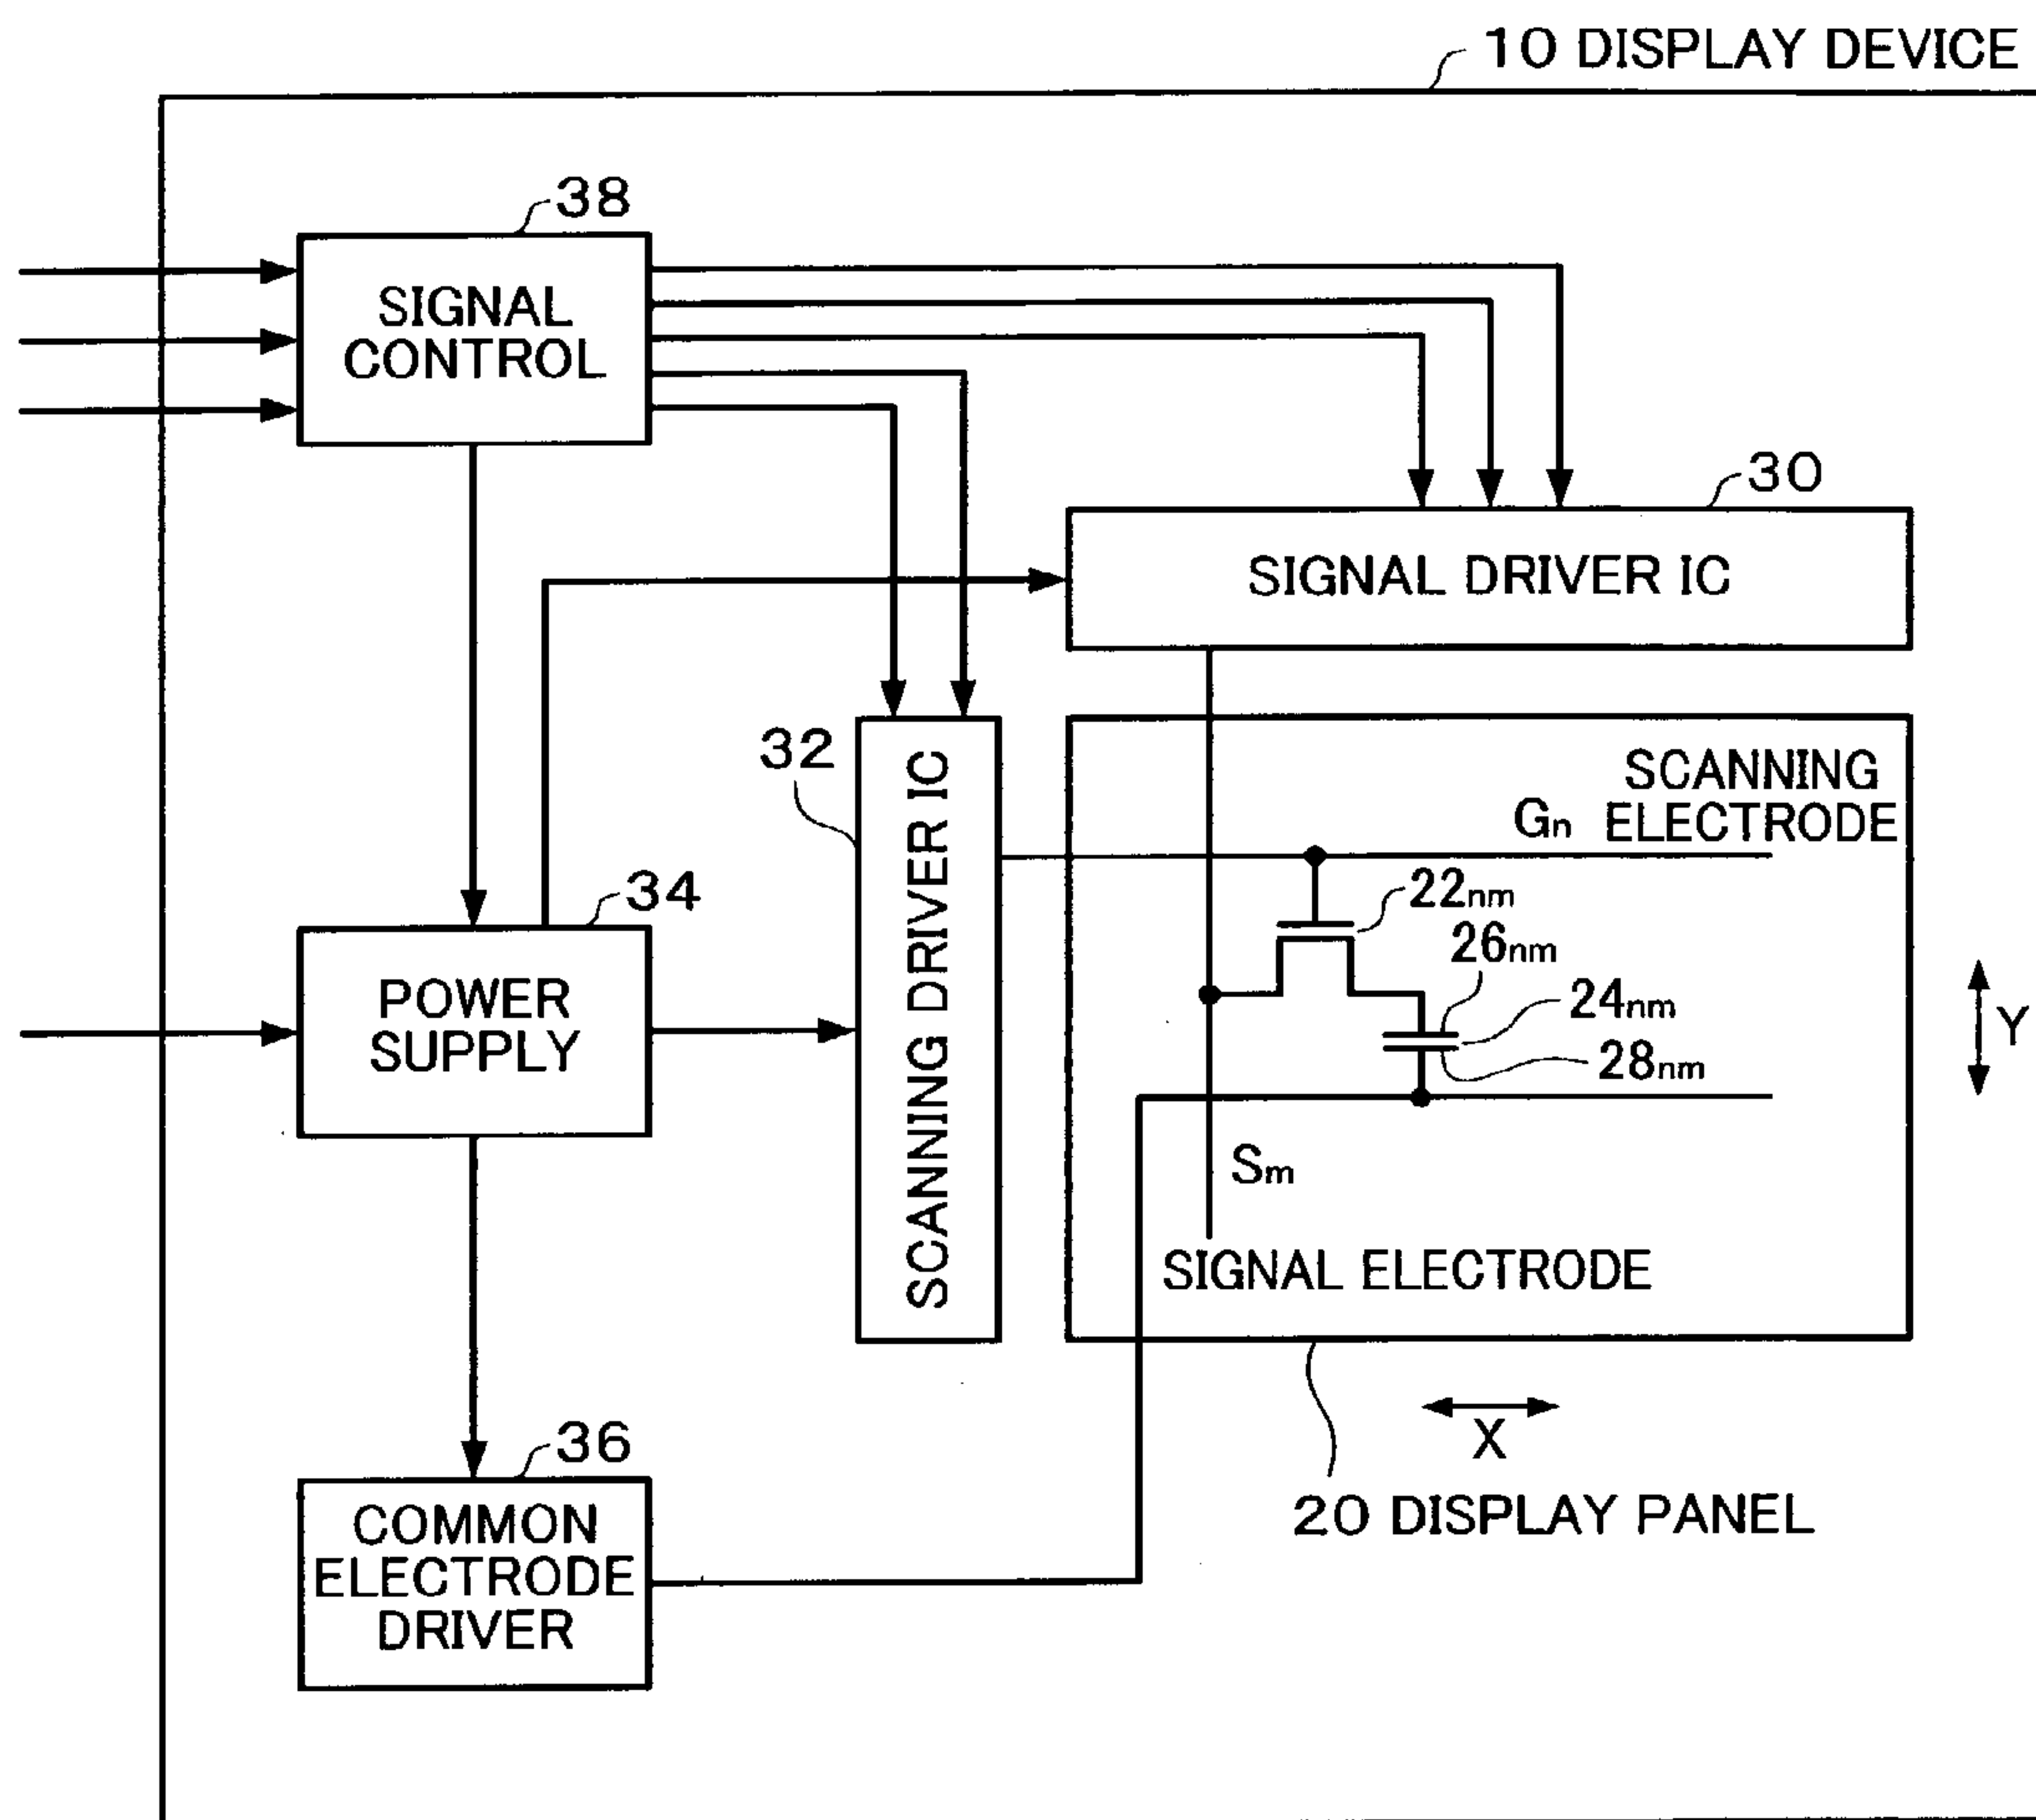 10 DISPLAY DEVICE
38
SIGNAL
CONTROL
30
SIGNAL DRIVER IC
32
SCANNING DRIVER IC
SCANNING
Gn ELECTRODE
22nm
26nm
24nm
28nm
Y
34
POWER
SUPPLY
Sm
SIGNAL ELECTRODE
X
36
COMMON
ELECTRODE
DRIVER
20 DISPLAY PANEL